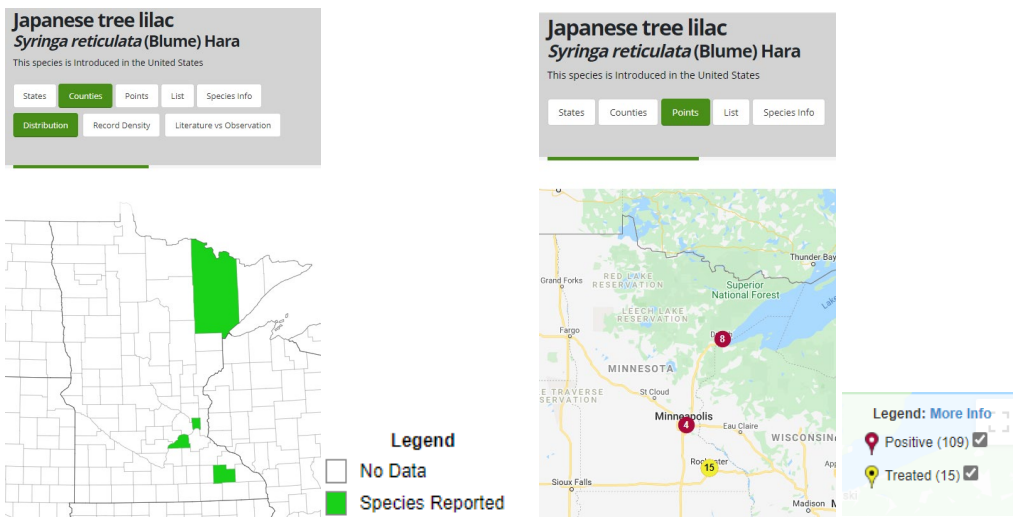 Japanese tree lilac
Syringa reticulata (Blume) Hara
This species is Introduced in the United States
States Counties Points List Species Info
Distribution Record Density Literature vs Observation
Legend
No Data
Species Reported
Japanese tree lilac
Syringa reticulata (Blume) Hara
This species is Introduced in the United States
States Counties Points List Species Info
Thunder Bay
Grand Forks
RED LAKE
RESERVATION
Superior
National Forest
LEECH LAKE
RESERVATION
Fargo
8
MINNESOTA
St Cloud
Minneapolis
4
Eau Claire
WISCONSIN
15
Sioux Falls
Madison
Legend: More Info
Positive (109)
Treated (15)